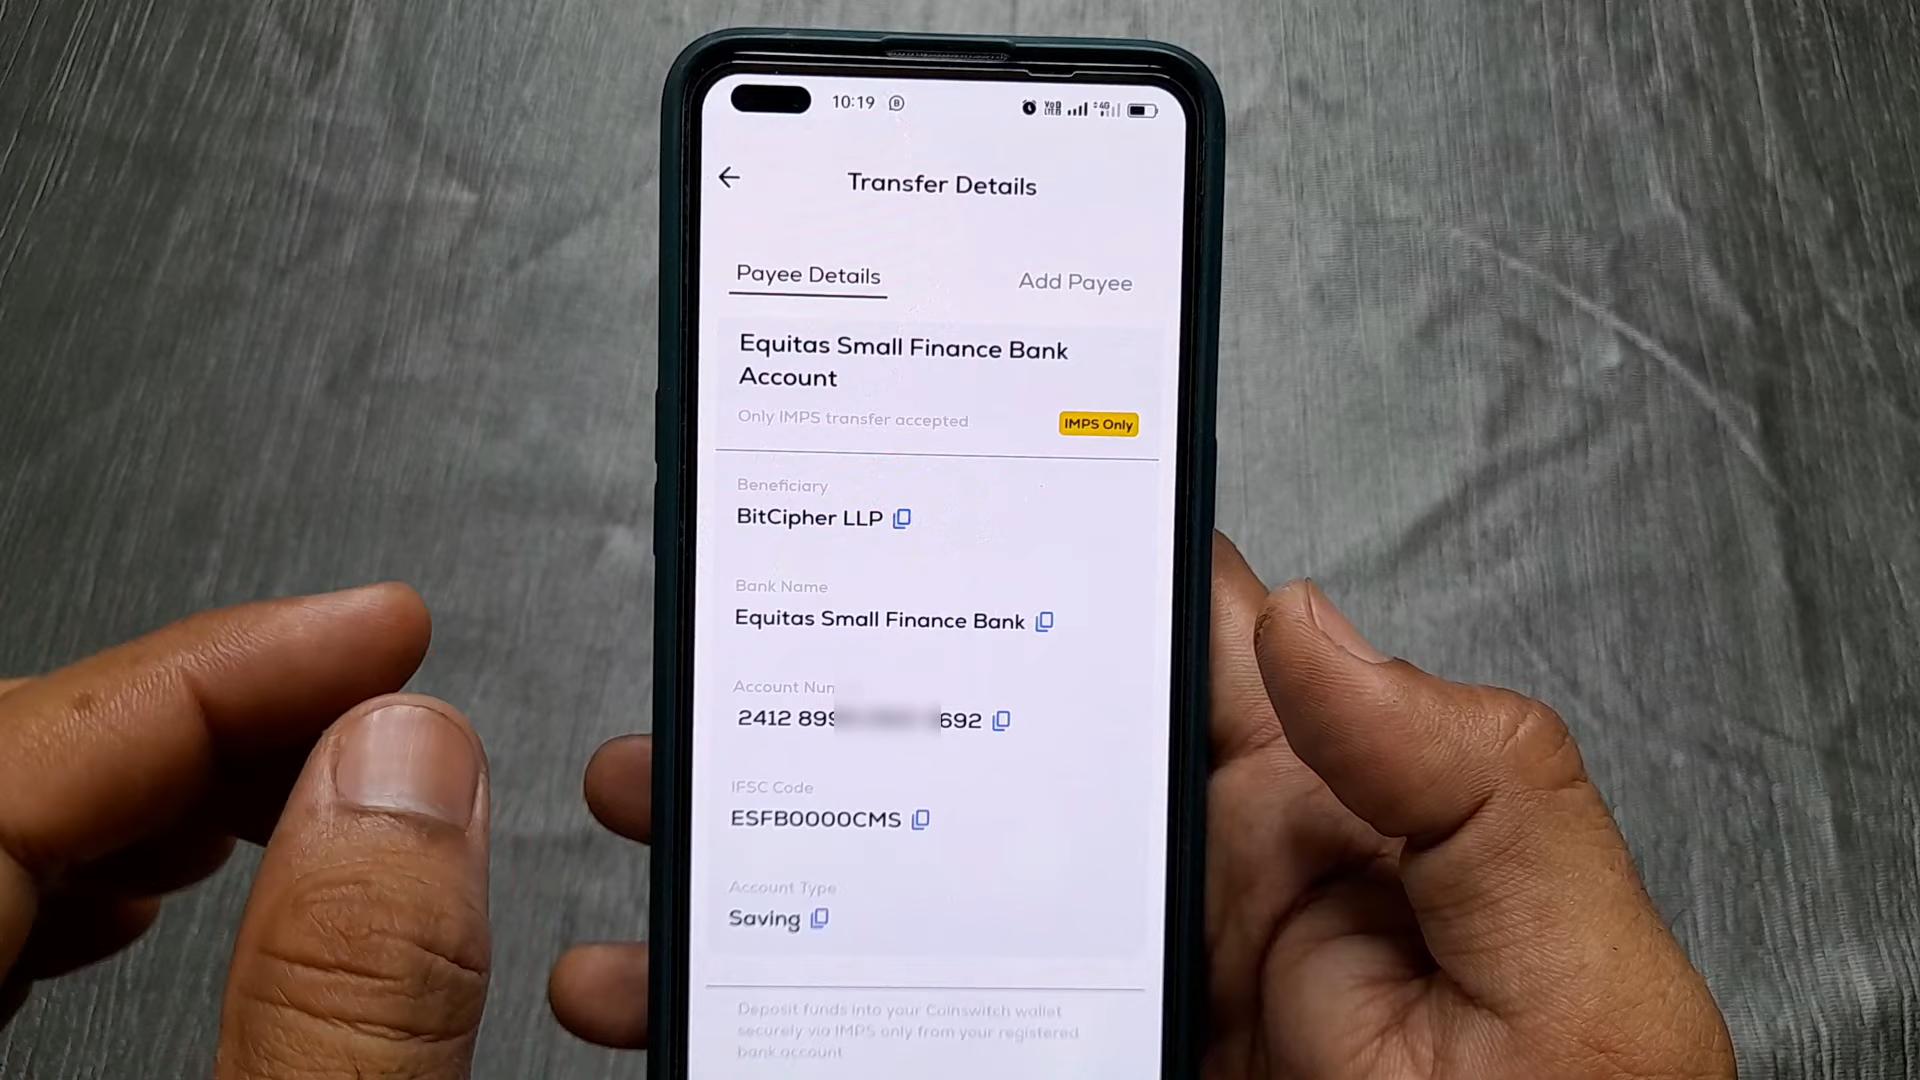 10:19
Transfer Details
Payee Details
Add Payee
Equitas Small Finance Bank
Account
Only IMPS transfer accepted
IMPS Only
Beneficiary
BitCipher LLP
Bank Name
Equitas Small Finance Bank
Account Num
2412 899 692
IFSC Code
ESFB0000CMS
Account Type
Saving
Deposit funds into your Coinswitch wallet
securely via IMPS only from your registered
bank account